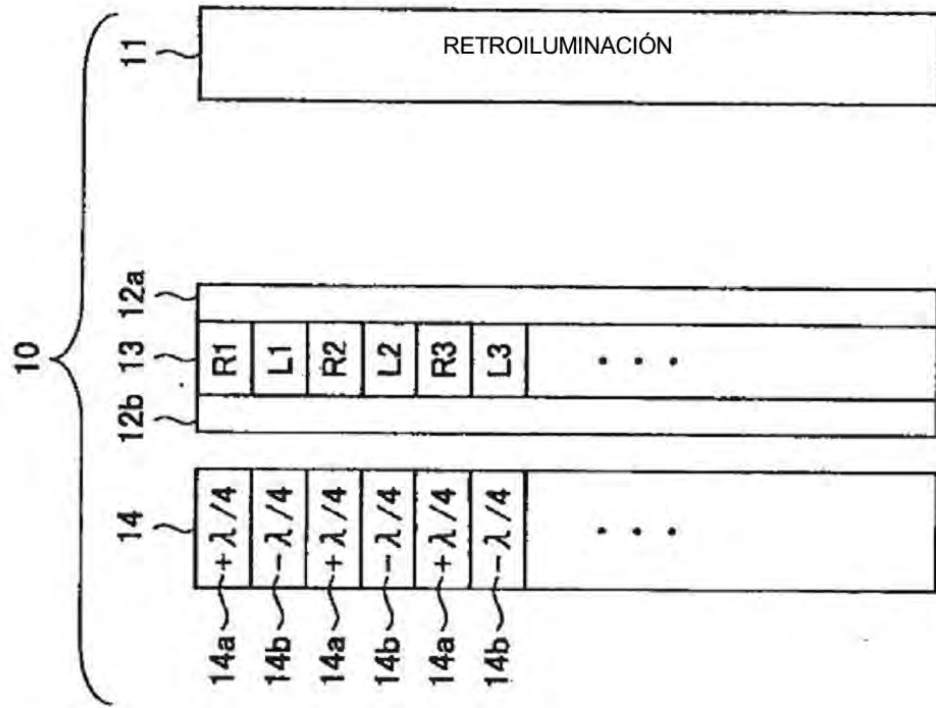 10
11
RETROILUMINACIÓN
12a
13
12b
14
R1
L1
R2
L2
R3
L3
14a
+λ/4
14b
-λ/4
14a
+λ/4
14b
-λ/4
14a
+λ/4
14b
-λ/4